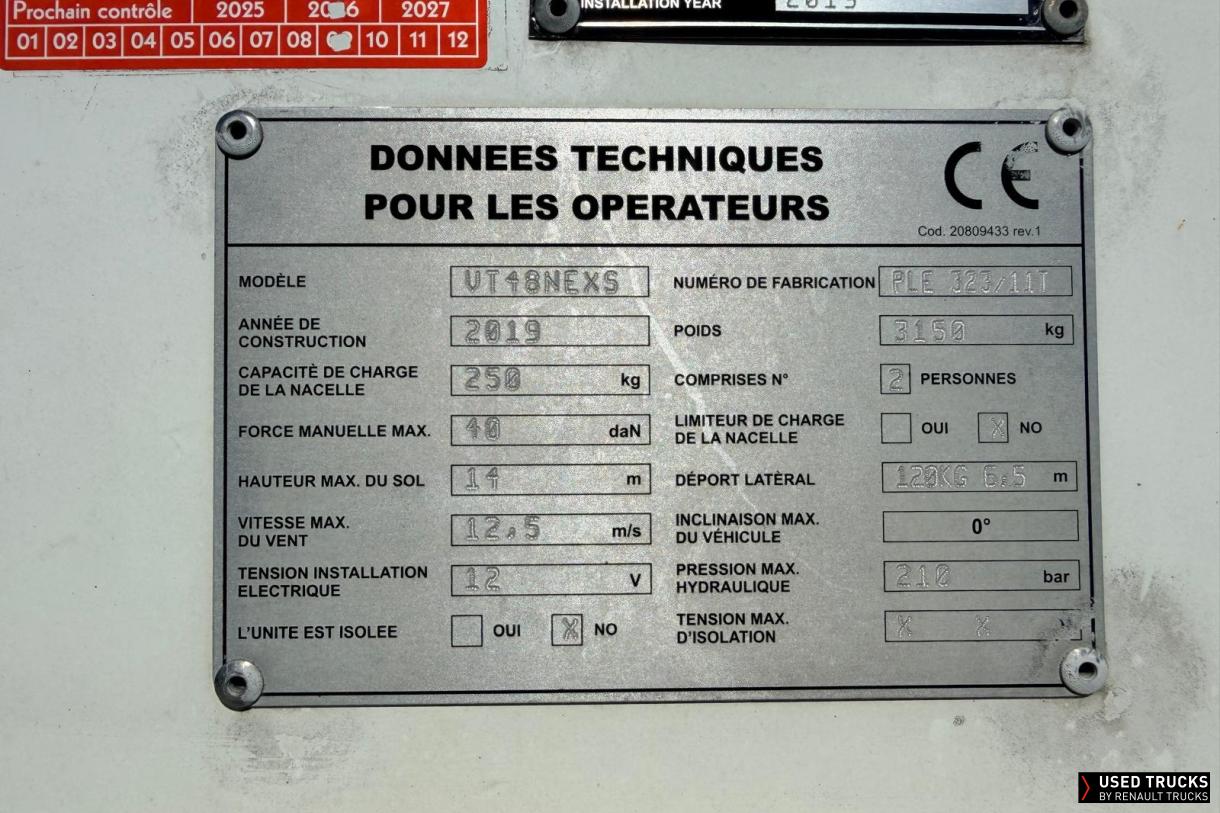 Prochain contrôle 2025 2026 2027
01 02 03 04 05 06 07 08 10 11 12
INSTALLATION YEAR 2019
DONNEES TECHNIQUES
POUR LES OPERATEURS
CE
Cod. 20809433 rev.1
MODÈLE VT48NEXS
NUMÉRO DE FABRICATION PLE 323/11T
ANNÉE DE
CONSTRUCTION 2019
POIDS 3150 kg
CAPACITÈ DE CHARGE
DE LA NACELLE 250 kg
COMPRISES N° 2 PERSONNES
FORCE MANUELLE MAX. 40 daN
LIMITEUR DE CHARGE
DE LA NACELLE OUI X NO
HAUTEUR MAX. DU SOL 14 m
DÉPORT LATÈRAL 120KG 6,5 m
VITESSE MAX.
DU VENT 12,5 m/s
INCLINAISON MAX.
DU VÉHICULE 0°
TENSION INSTALLATION
ELECTRIQUE 12 V
PRESSION MAX.
HYDRAULIQUE 210 bar
L'UNITE EST ISOLEE OUI X NO
TENSION MAX.
D'ISOLATION X X
USED TRUCKS
BY RENAULT TRUCKS